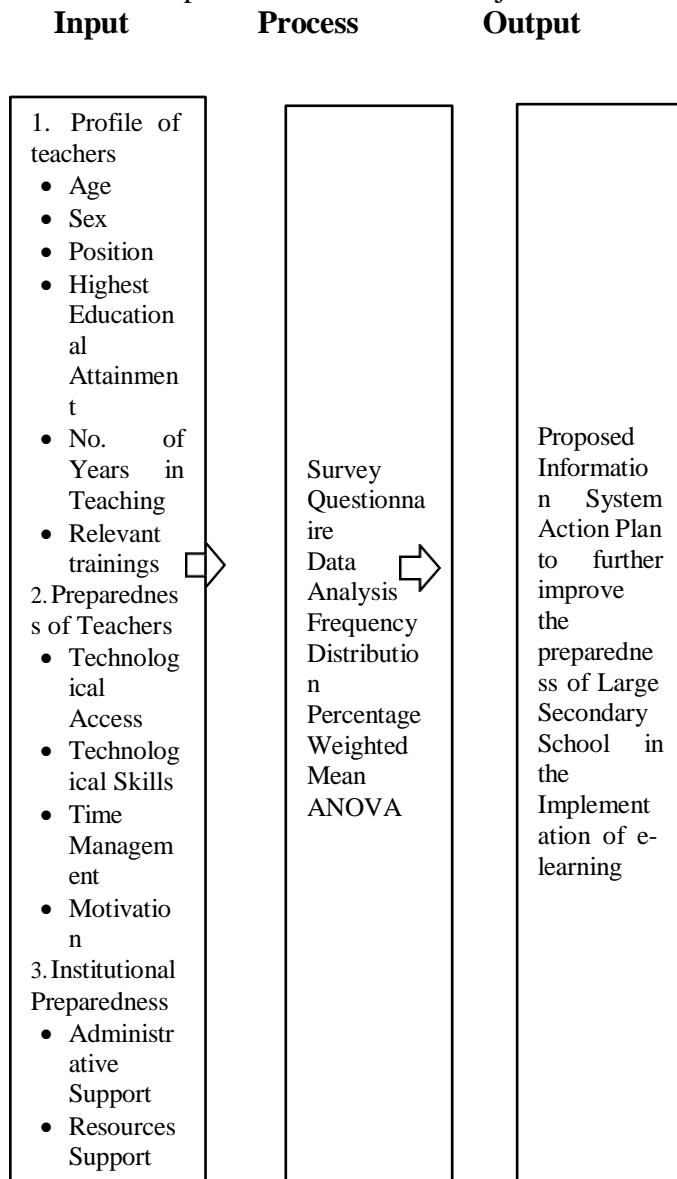 Input Process Output
1. Profile of
teachers
• Age
• Sex
• Position
• Highest
Education
al
Attainmen
t
• No. of
Years in
Teaching
• Relevant
trainings
2. Preparednes
s of Teachers
• Technolog
ical
Access
• Technolog
ical Skills
• Time
Managem
ent
• Motivatio
n
3. Institutional
Preparedness
• Administr
ative
Support
• Resources
Support
Survey
Questionna
ire
Data
Analysis
Frequency
Distributio
n
Percentage
Weighted
Mean
ANOVA
Proposed
Informatio
n System
Action Plan
to further
improve
the
preparedne
ss of Large
Secondary
School in
the
Implement
ation of e-
learning